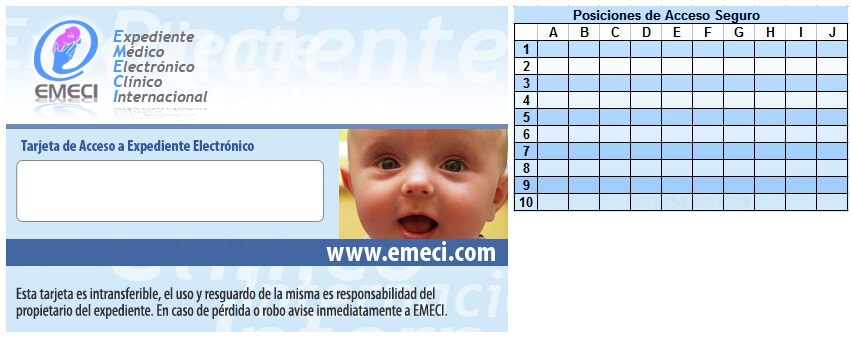 Expediente
Médico
Electrónico
Clínico
Internacional
EMECI
Tarjeta de Acceso a Expediente Electrónico
www.emeci.com
Esta tarjeta es intransferible, el uso y resguardo de la misma es responsabilidad del
propietario del expediente. En caso de pérdida o robo avise inmediatamente a EMECI.
Posiciones de Acceso Seguro
A B C D E F G H I J
1
2
3
4
5
6
7
8
9
10